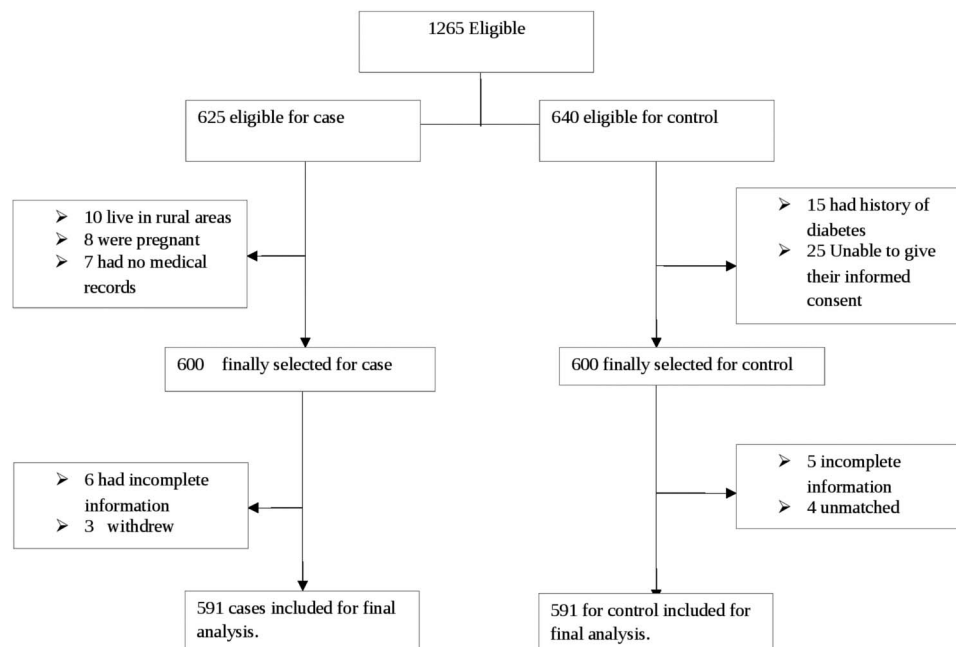 1265 Eligible
625 eligible for case
640 eligible for control
➢ 10 live in rural areas
➢ 8 were pregnant
➢ 7 had no medical
records
➢ 15 had history of
diabetes
➢ 25 Unable to give
their informed
consent
600 finally selected for case
600 finally selected for control
➢ 6 had incomplete
information
➢ 3 withdrew
➢ 5 incomplete
information
➢ 4 unmatched
591 cases included for final
analysis.
591 for control included for
final analysis.